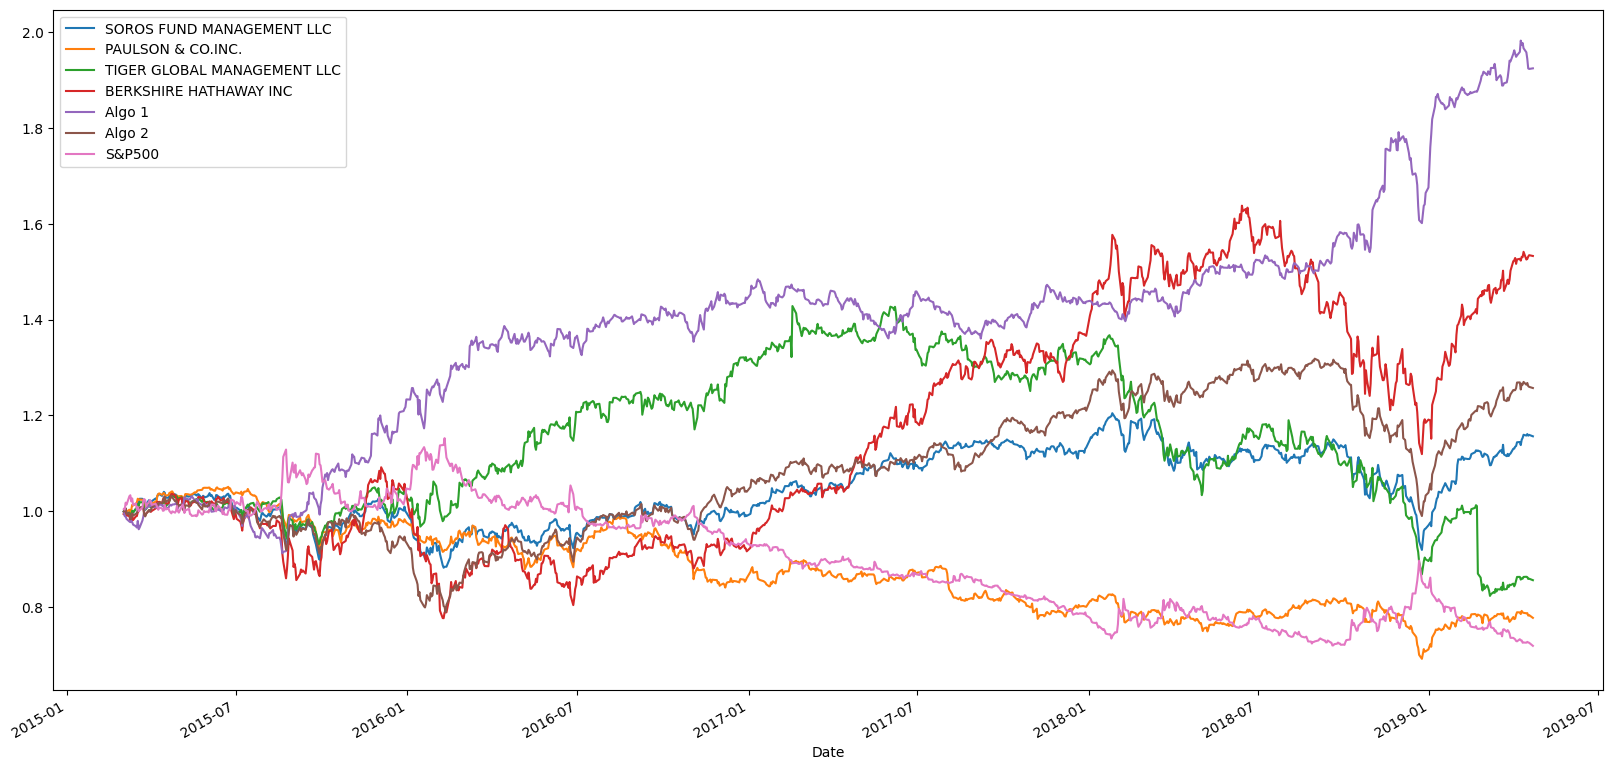 SOROS FUND MANAGEMENT LLC
PAULSON & CO.INC.
TIGER GLOBAL MANAGEMENT LLC
BERKSHIRE HATHAWAY INC
Algo 1
Algo 2
S&P500
2.0
1.8
1.6
1.4
1.2
1.0
0.8
2015-01
2015-07
2016-01
2016-07
2017-01
2017-07
2018-01
2018-07
2019-01
2019-07
Date